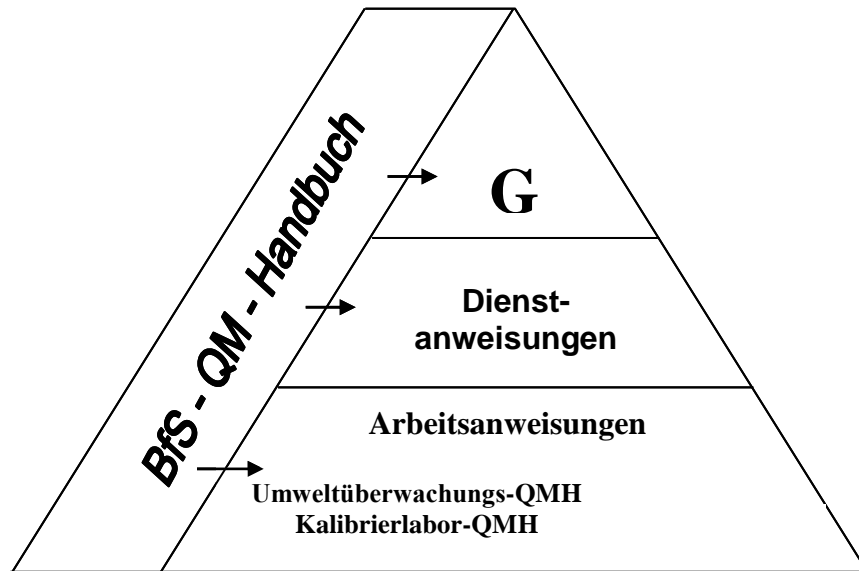 BfS - QM - Handbuch
G
Dienst-
anweisungen
Arbeitsanweisungen
Umweltüberwachungs-QMH
Kalibrierlabor-QMH